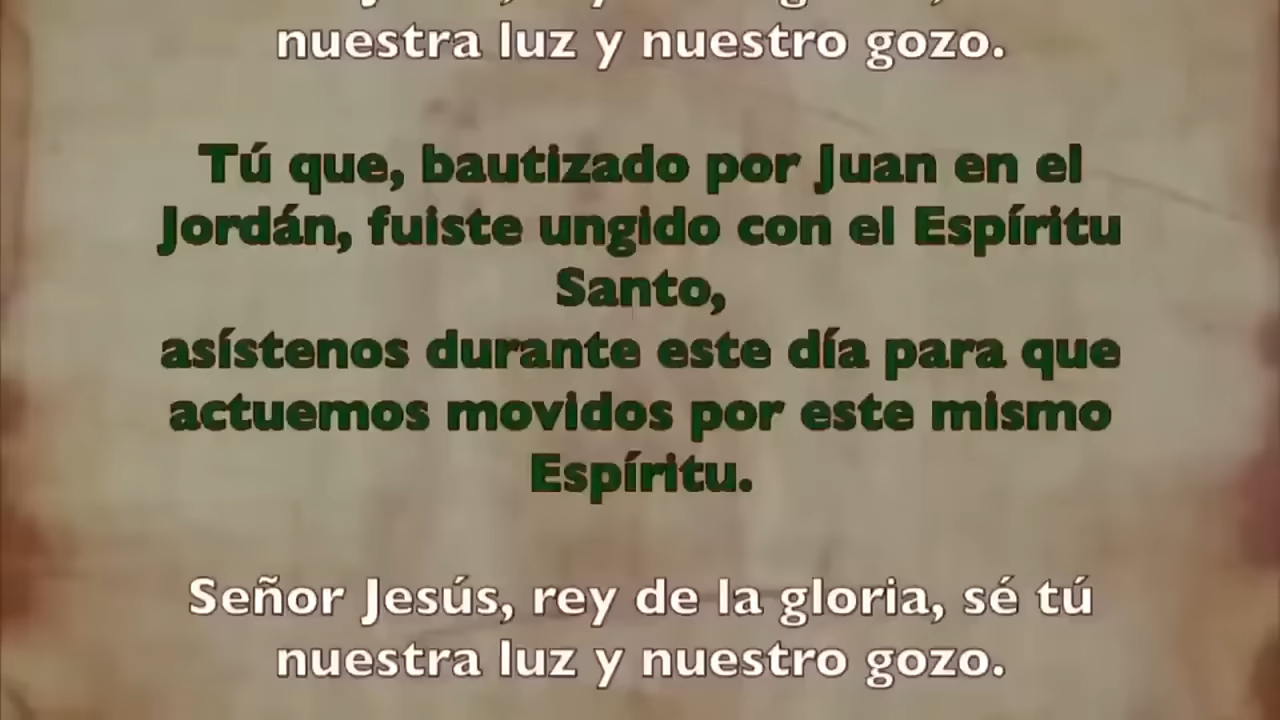 nuestra luz y nuestro gozo.
Tú que, bautizado por Juan en el
Jordán, fuiste ungido con el Espíritu
Santo,
asístenos durante este día para que
actuemos movidos por este mismo
Espíritu.
Señor Jesús, rey de la gloria, sé tú
nuestra luz y nuestro gozo.